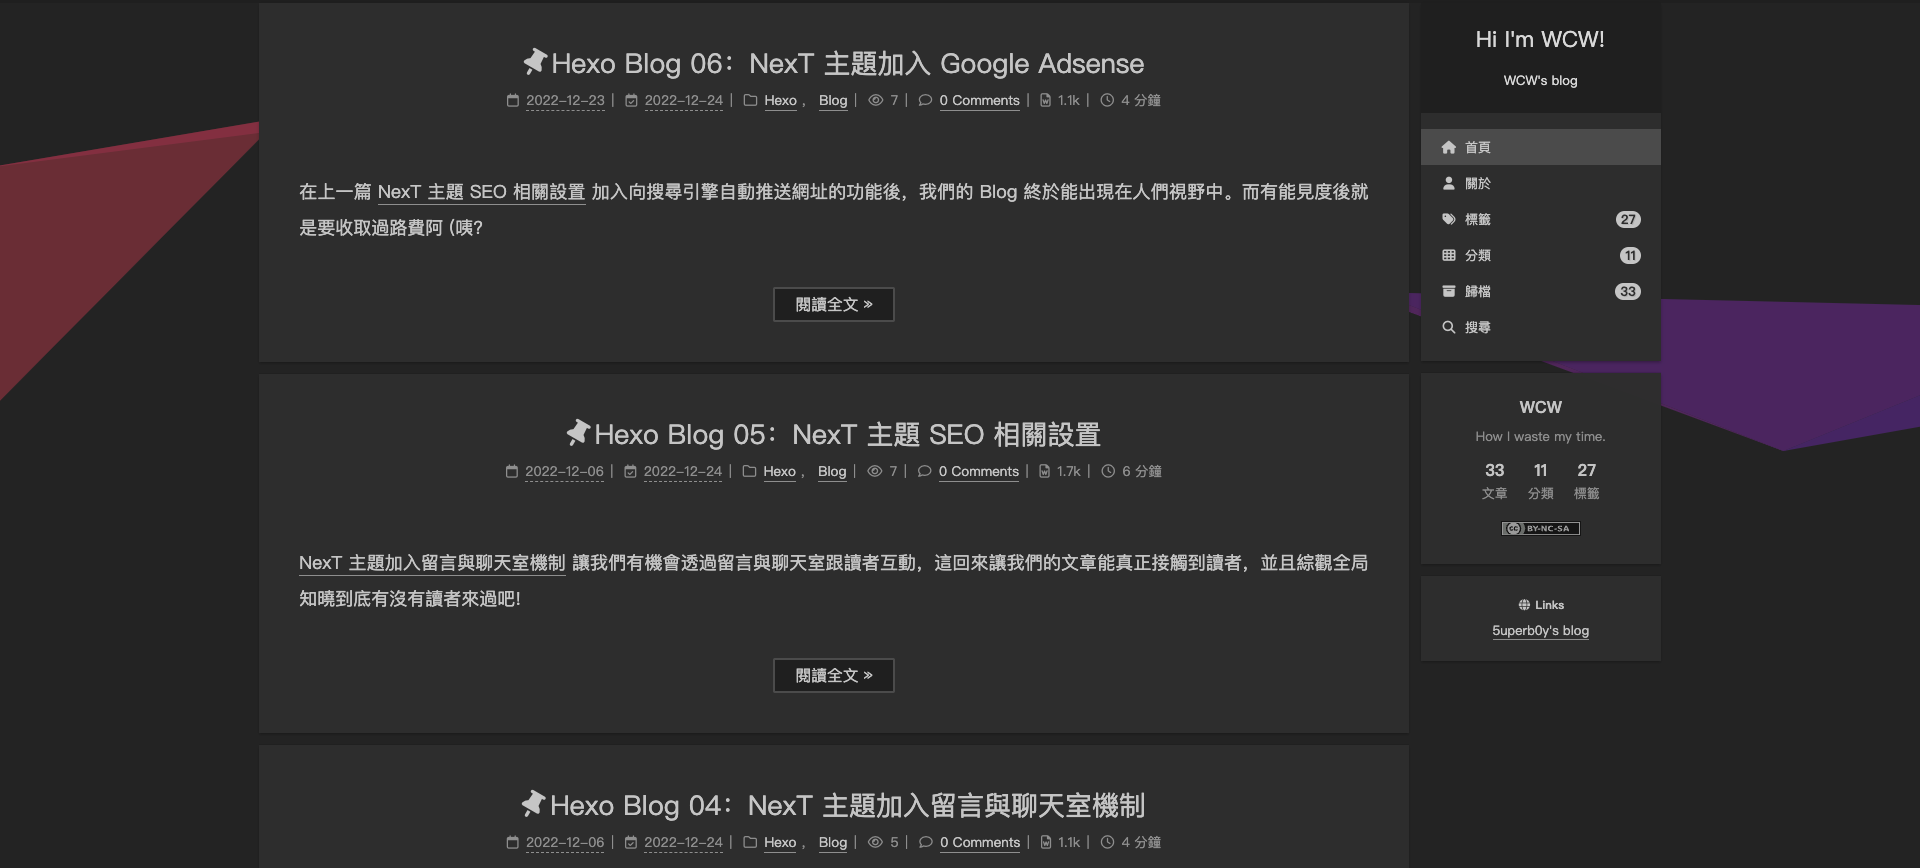 Hexo Blog 06：NexT 主題加入 Google Adsense
2022-12-23 | 2022-12-24 | Hexo ， Blog | 7 | 0 Comments | 1.1k | 4 分鐘
在上一篇 NexT 主題 SEO 相關設置 加入向搜尋引擎自動推送網址的功能後，我們的 Blog 終於能出現在人們視野中。而有能見度後就
是要收取過路費阿 (咦?
閱讀全文 »
Hexo Blog 05：NexT 主題 SEO 相關設置
2022-12-06 | 2022-12-24 | Hexo ， Blog | 7 | 0 Comments | 1.7k | 6 分鐘
NexT 主題加入留言與聊天室機制 讓我們有機會透過留言與聊天室跟讀者互動，這回來讓我們的文章能真正接觸到讀者，並且綜觀全局
知曉到底有沒有讀者來過吧!
閱讀全文 »
Hexo Blog 04：NexT 主題加入留言與聊天室機制
2022-12-06 | 2022-12-24 | Hexo ， Blog | 5 | 0 Comments | 1.1k | 4 分鐘
Hi I'm WCW!
WCW's blog
首頁
關於
標籤 27
分類 11
歸檔 33
搜尋
WCW
How I waste my time.
33 11 27
文章 分類 標籤
cc BY-NC-SA
Links
5uperb0y's blog